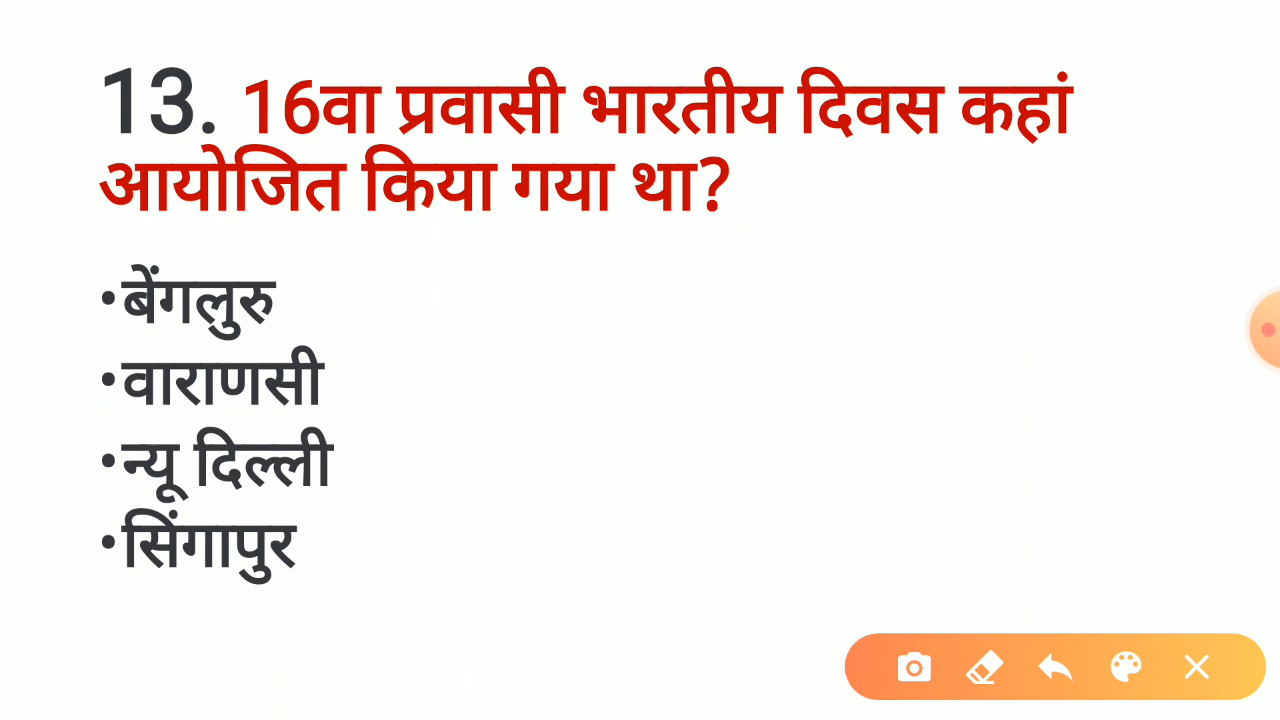 13. 16वा प्रवासी भारतीय दिवस कहां
आयोजित किया गया था?
•बेंगलुरु
•वाराणसी
•न्यू दिल्ली
•सिंगापुर